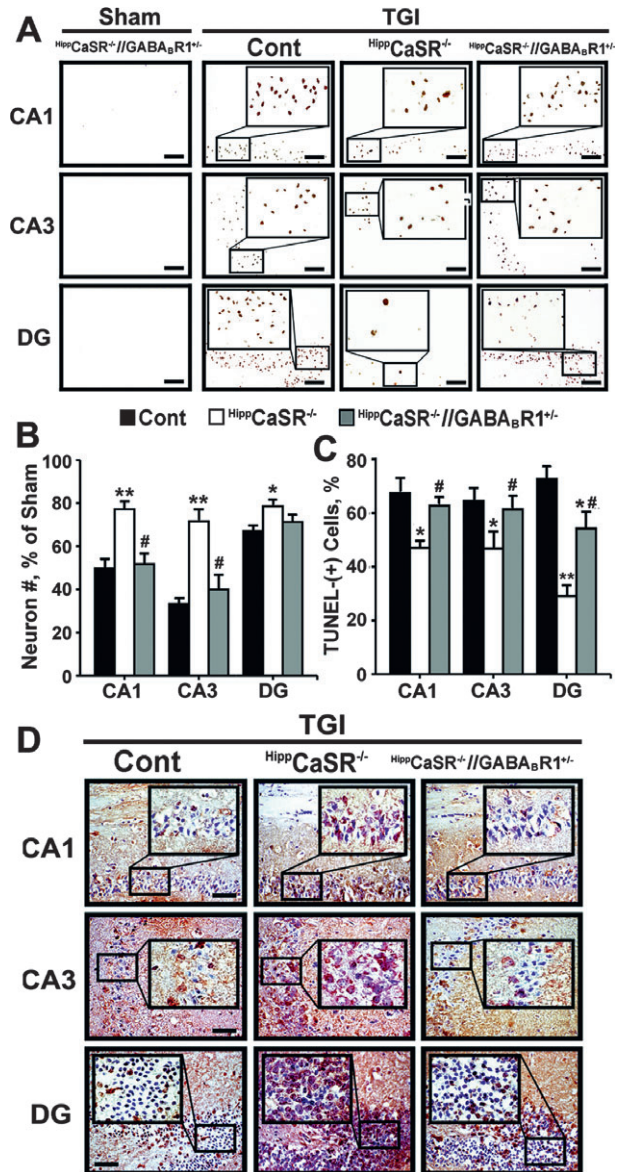 A Sham TGI
HippCaSR-/-//GABABR1+/- Cont HippCaSR-/- HippCaSR-/-//GABABR1+/-
CA1
CA3
DG
Cont HippCaSR-/- HippCaSR-/-//GABABR1+/-
B
Neuron #, % of Sham
100
80
60
40
20
0
** # ** # *
CA1 CA3 DG
C
TUNEL-(+) Cells, %
80
60
40
20
0
* # * # ** *#
CA1 CA3 DG
D TGI
Cont HippCaSR-/- HippCaSR-/-//GABABR1+/-
CA1
CA3
DG